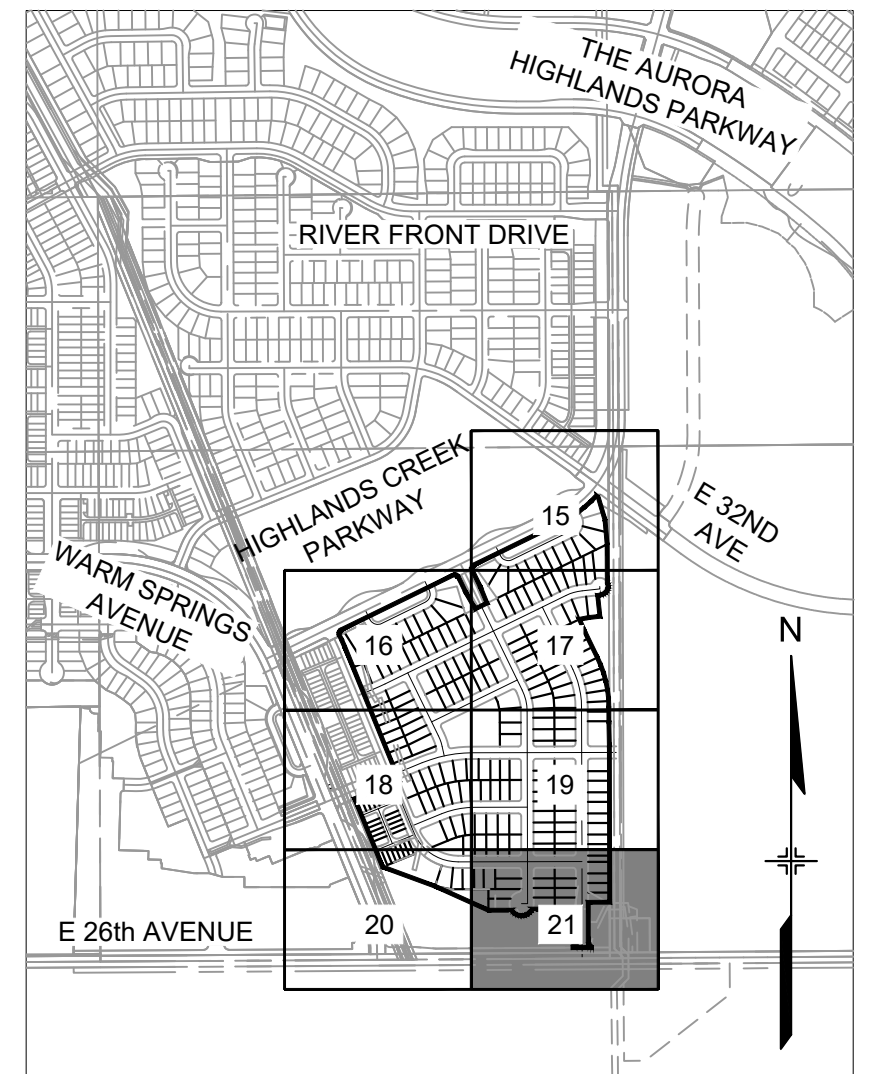 THE AURORA
HIGHLANDS PARKWAY
RIVER FRONT DRIVE
HIGHLANDS CREEK
PARKWAY
15
E 32ND
AVE
WARM SPRINGS
AVENUE
N
16
17
18
19
E 26th AVENUE
20
21